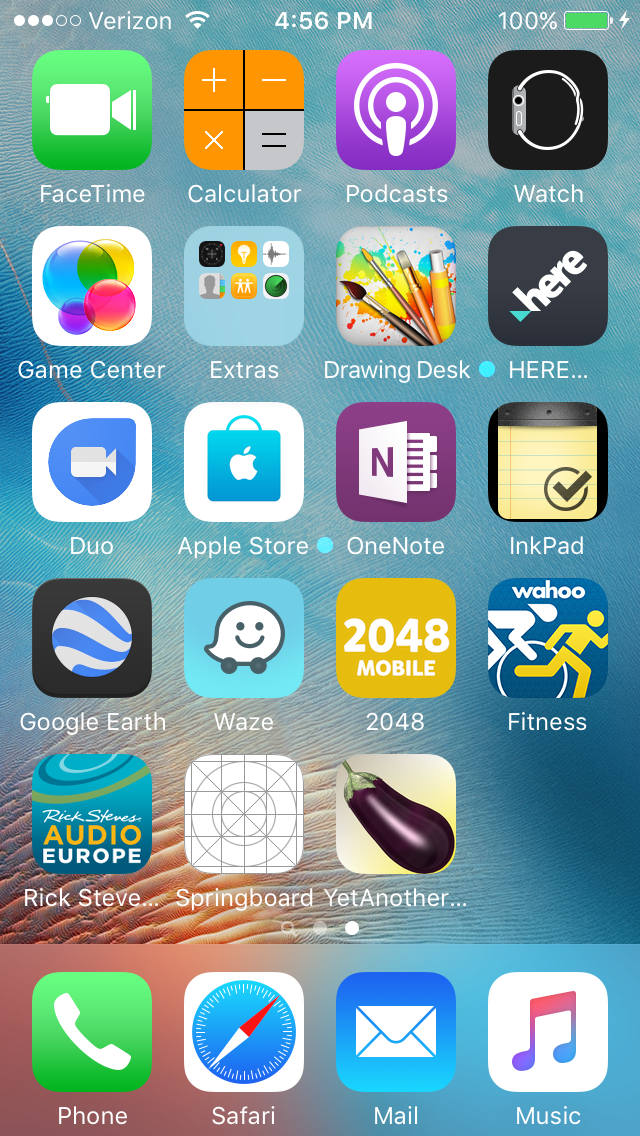 Verizon 4:56 PM 100%
FaceTime Calculator Podcasts Watch
here
Game Center Extras Drawing Desk HERE...
N
Duo Apple Store OneNote InkPad
2048
MOBILE
wahoo
Google Earth Waze 2048 Fitness
Rick Steves
AUDIO
EUROPE
Rick Steve... Springboard YetAnother...
Phone Safari Mail Music